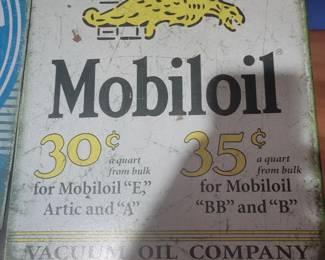 Mobiloil
30¢ a quart from bulk
for Mobiloil "E,"
Artic and "A"
35¢ a quart from bulk
for Mobiloil
"BB" and "B"
VACUUM OIL COMPANY